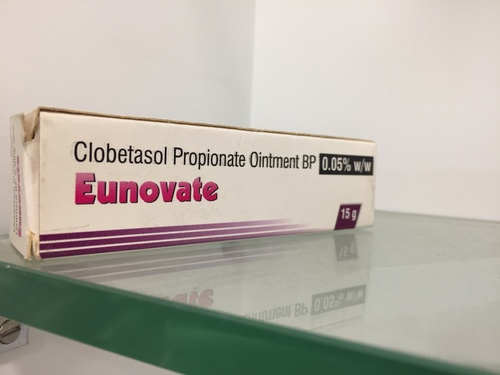 Clobetasol Propionate Ointment BP 0.05% w/w
Eunovate
15 g